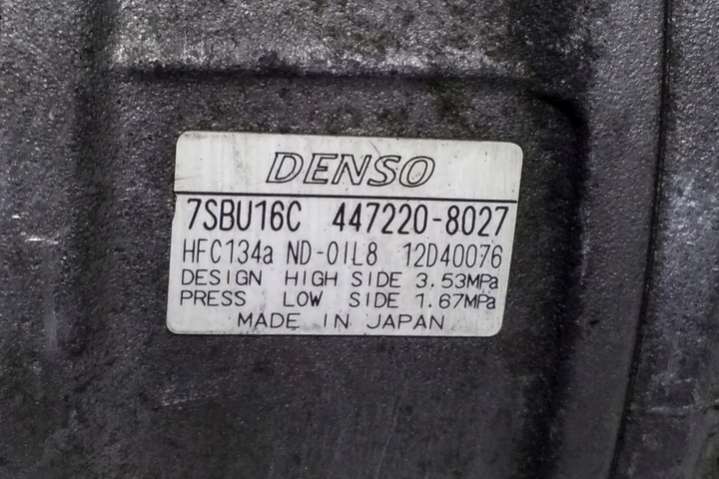 DENSO
7SBU16C 447220-8027
HFC134a ND-OIL8 12D40076
DESIGN HIGH SIDE 3.53MPa
PRESS LOW SIDE 1.67MPa
MADE IN JAPAN